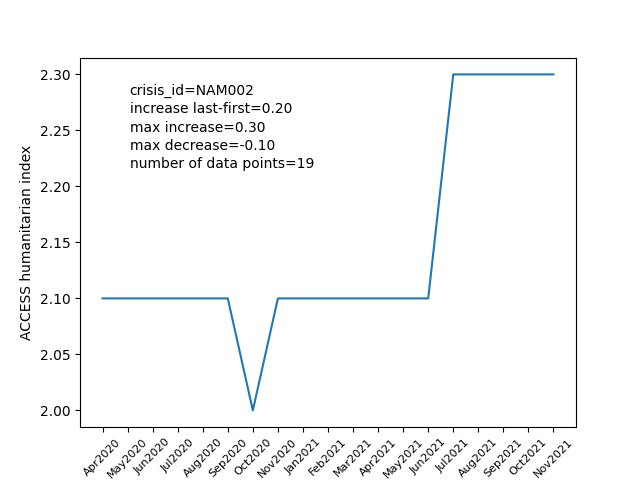 crisis_id=NAM002
increase last-first=0.20
max increase=0.30
max decrease=-0.10
number of data points=19
ACCESS humanitarian index
2.30
2.25
2.20
2.15
2.10
2.05
2.00
Apr2020
May2020
Jun2020
Jul2020
Aug2020
Sep2020
Oct2020
Nov2020
Jan2021
Feb2021
Mar2021
Apr2021
May2021
Jun2021
Jul2021
Aug2021
Sep2021
Oct2021
Nov2021